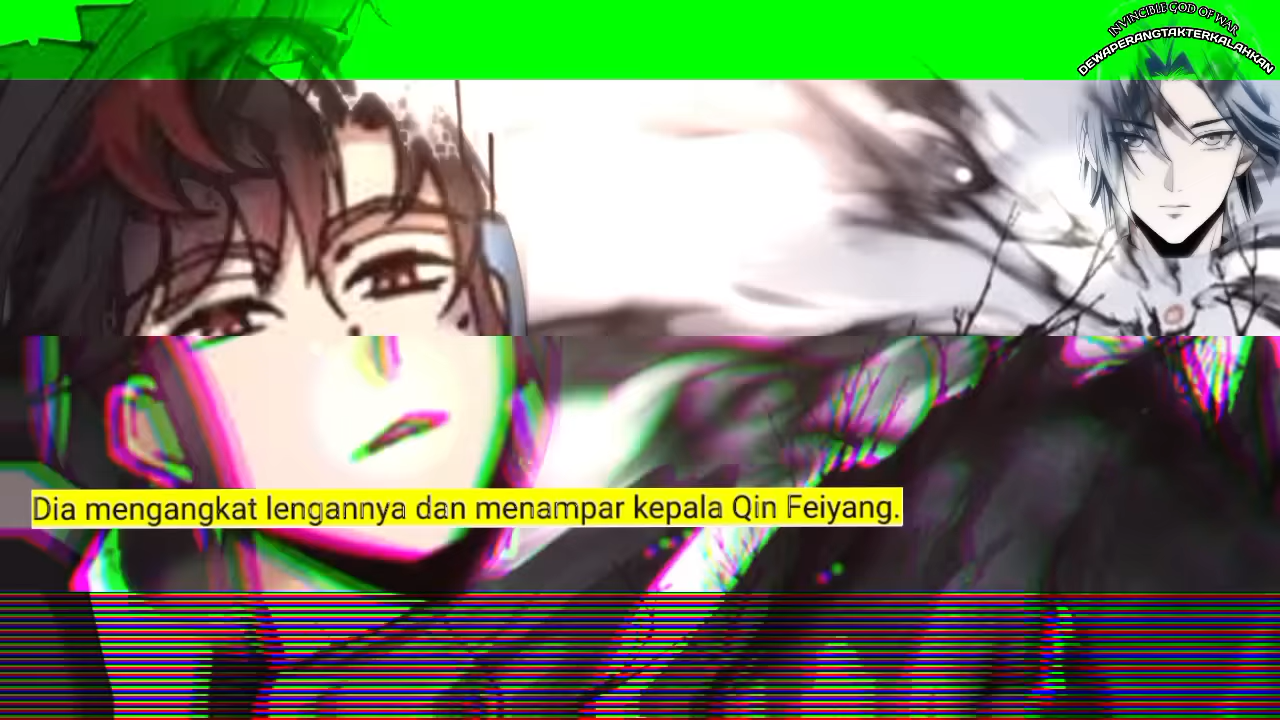 INVINCIBLE GOD OF WAR
DEWAPERANGTAKTERKALAHKAN
Dia mengangkat lengannya dan menampar kepala Qin Feiyang.